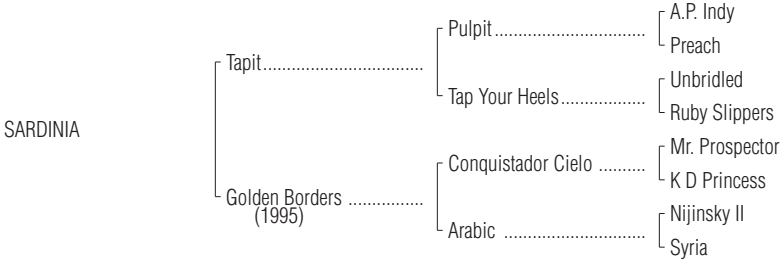 A.P. Indy
Pulpit..............................
Preach
Tapit................................
Unbridled
Tap Your Heels.................
Ruby Slippers
SARDINIA
Mr. Prospector
Conquistador Cielo ..........
K D Princess
Golden Borders ................
(1995)
Nijinsky II
Arabic ............................
Syria